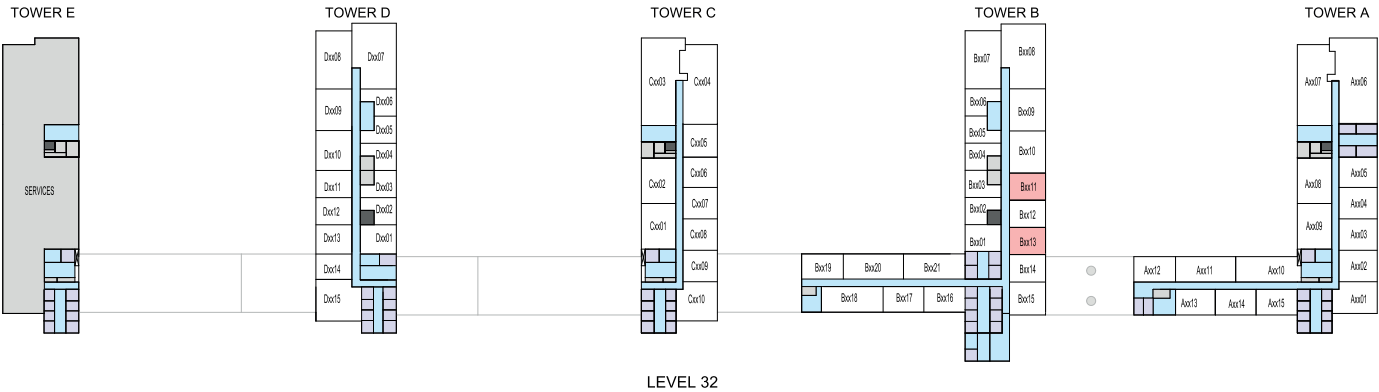 TOWER E
TOWER D
TOWER C
TOWER B
TOWER A
SERVICES
Dxx08
Dxx07
Dxx09
Dxx06
Dxx05
Dxx10
Dxx04
Dxx11
Dxx03
Dxx12
Dxx02
Dxx13
Dxx01
Dxx14
Dxx15
Cxx03
Cxx04
Cxx05
Cxx02
Cxx06
Cxx07
Cxx01
Cxx08
Cxx09
Cxx10
Bxx07
Bxx08
Bxx06
Bxx09
Bxx05
Bxx04
Bxx10
Bxx03
Bxx11
Bxx02
Bxx12
Bxx01
Bxx13
Bxx19
Bxx20
Bxx21
Bxx14
Bxx18
Bxx17
Bxx16
Bxx15
Axx07
Axx06
Axx08
Axx05
Axx04
Axx09
Axx03
Axx12
Axx11
Axx10
Axx02
Axx13
Axx14
Axx15
Axx01
LEVEL 32